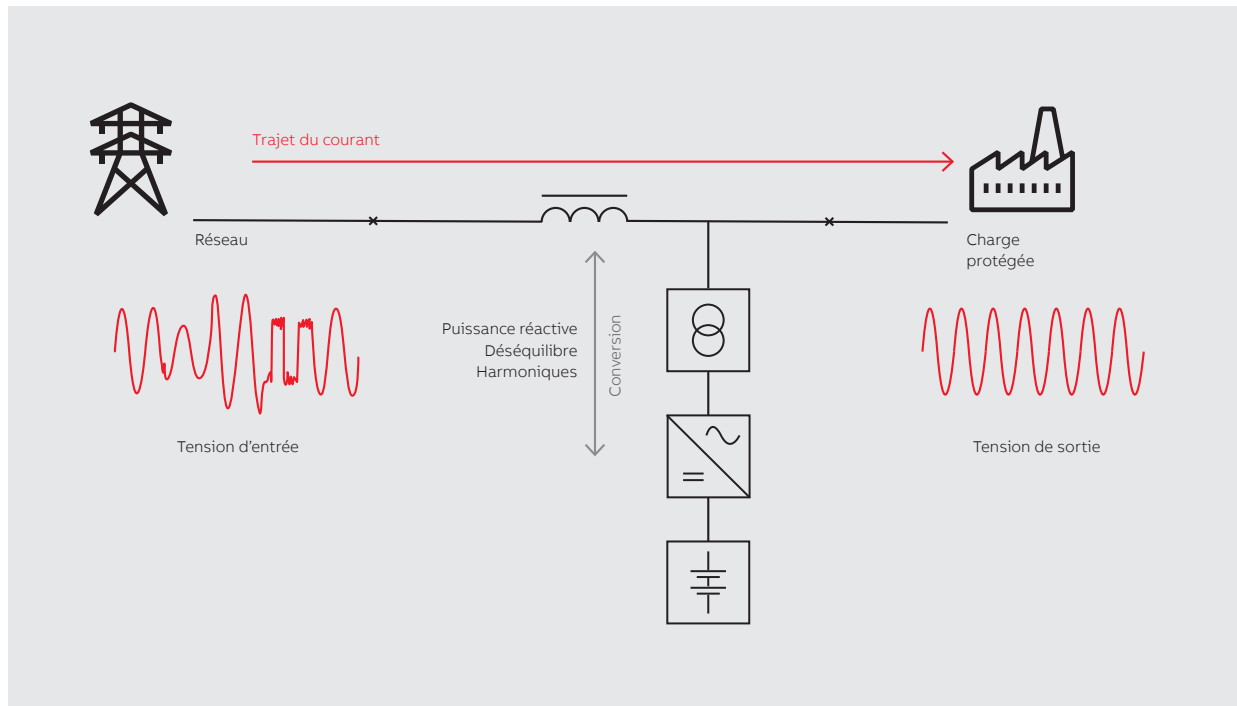 Trajet du courant
Réseau
Charge
protégée
Puissance réactive
Déséquilibre
Harmoniques
Conversion
Tension d’entrée
Tension de sortie